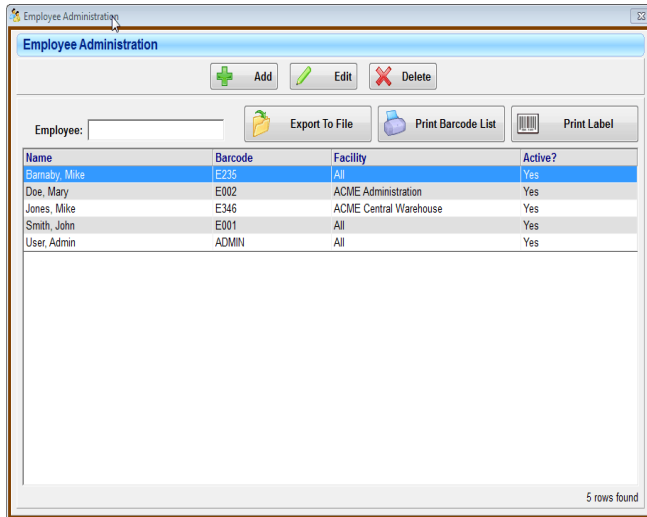 Employee Administration
Employee Administration
Add Edit Delete
Employee: Export To File Print Barcode List Print Label
Name Barcode Facility Active?
Barnaby, Mike E235 All Yes
Doe, Mary E002 ACME Administration Yes
Jones, Mike E346 ACME Central Warehouse Yes
Smith, John E001 All Yes
User, Admin ADMIN All Yes
5 rows found